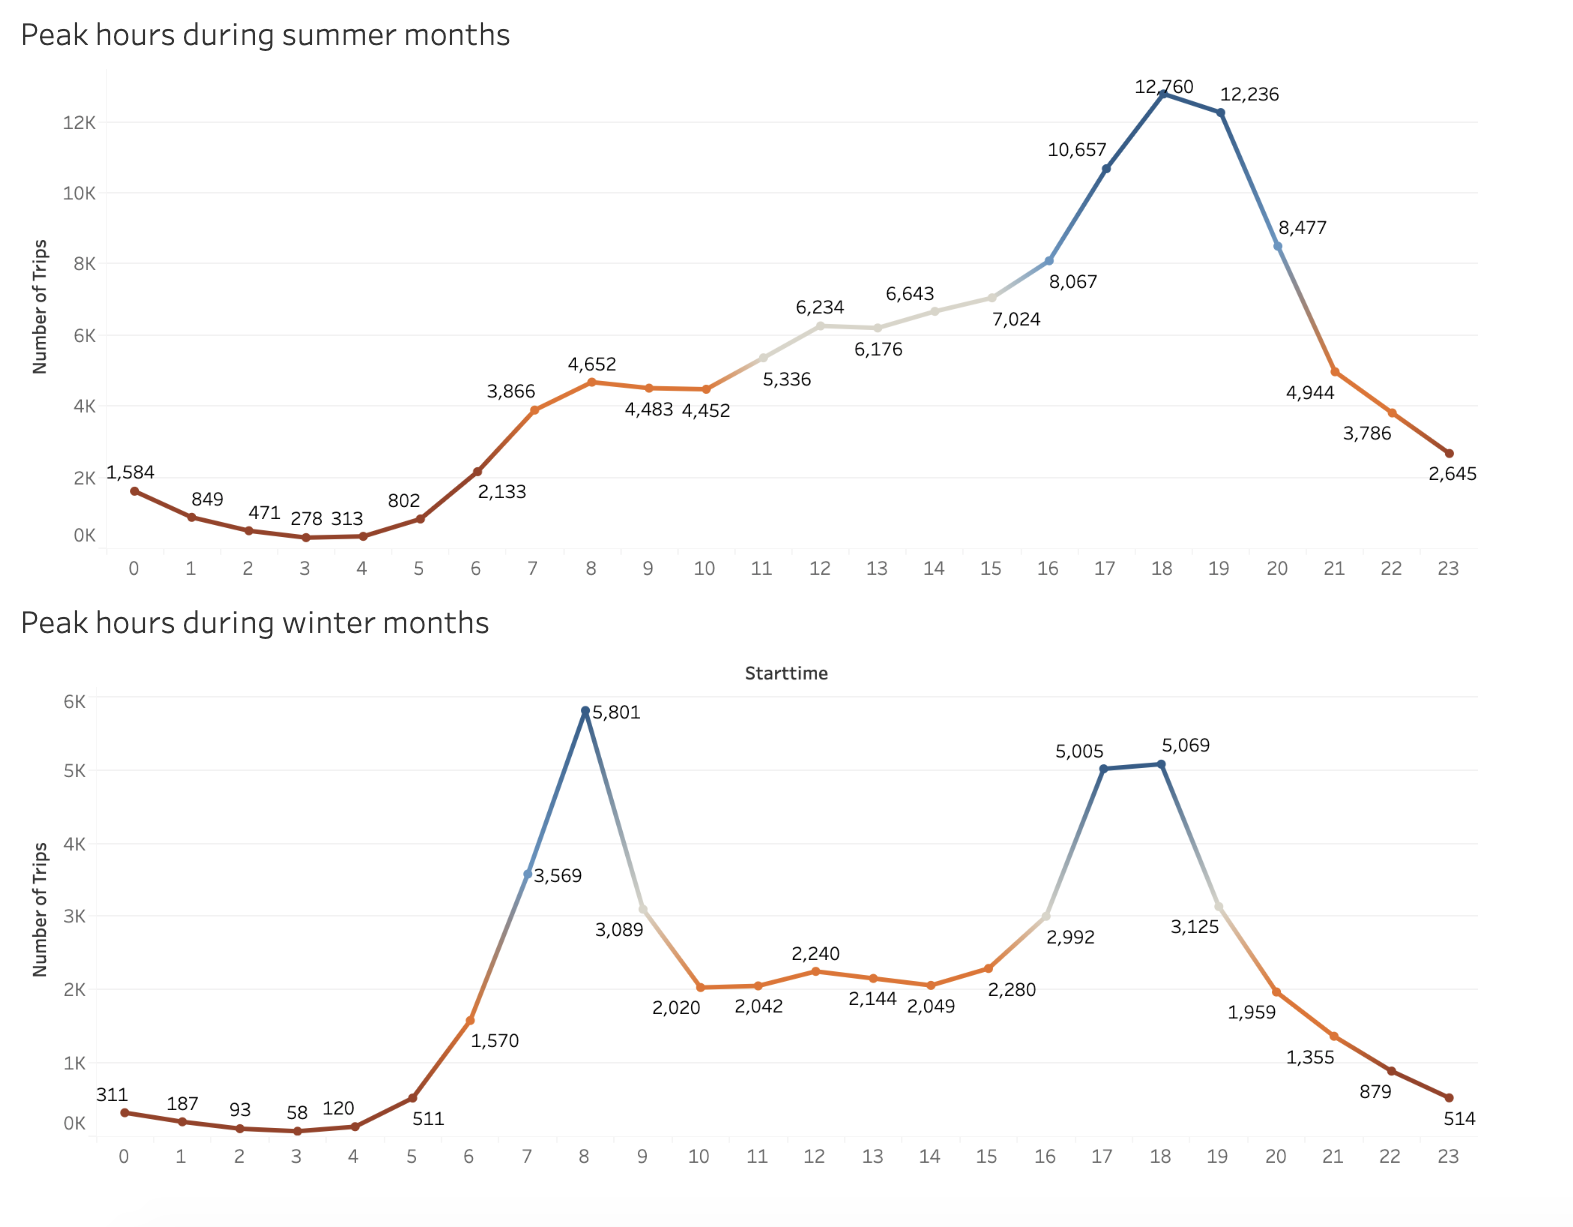 Peak hours during summer months
12,760
12,236
12K
10,657
10K
8,477
8K
8,067
6,643
7,024
6,234
6K
6,176
5,336
4,652
3,866
4,483 4,452
4,944
4K
3,786
2K
1,584
2,133
2,645
849
471
278
313
802
0K
Number of Trips
0 1 2 3 4 5 6 7 8 9 10 11 12 13 14 15 16 17 18 19 20 21 22 23
Peak hours during winter months
Starttime
6K
5,801
5,005
5,069
5K
4K
3,569
3,089
3K
2,992
3,125
2,240
2K
2,020
2,042
2,144
2,049
2,280
1,959
1,570
1,355
1K
311
187
93
58
120
511
879
514
0K
Number of Trips
0 1 2 3 4 5 6 7 8 9 10 11 12 13 14 15 16 17 18 19 20 21 22 23